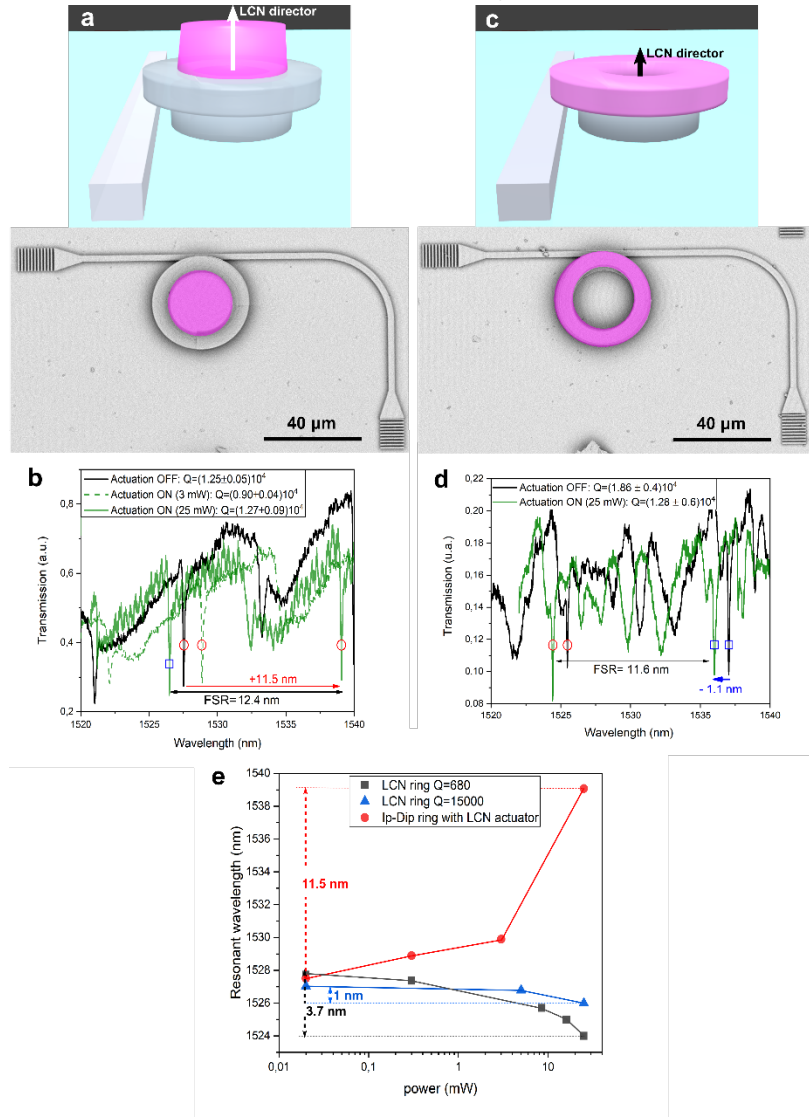 a
LCN director
c
LCN director
40 µm
40 µm
b
Actuation OFF: Q=(1.25±0.05)10⁴
Actuation ON (3 mW): Q=(0.90+0.04)10⁴
Actuation ON (25 mW): Q=(1.27+0.09)10⁴
Transmission (a.u.)
0,8
0,6
0,4
0,2
+11.5 nm
FSR= 12.4 nm
1520
1525
1530
1535
1540
Wavelength (nm)
d
Actuation OFF: Q=(1.86 ± 0.4)10⁴
Actuation ON (25 mW): Q=(1.28 ± 0.6)10⁴
Transmission (u.a.)
0,22
0,20
0.18
0.16
0.14
0.12
0.10
0.08
FSR= 11.6 nm
- 1.1 nm
1520
1525
1530
1535
1540
Wavelength (nm)
e
LCN ring Q=680
LCN ring Q=15000
Ip-Dip ring with LCN actuator
Resonant wavelength (nm)
1540
1538
1536
1534
1532
1530
1528
1526
1524
11.5 nm
1 nm
3.7 nm
0,01
0,1
1
10
power (mW)